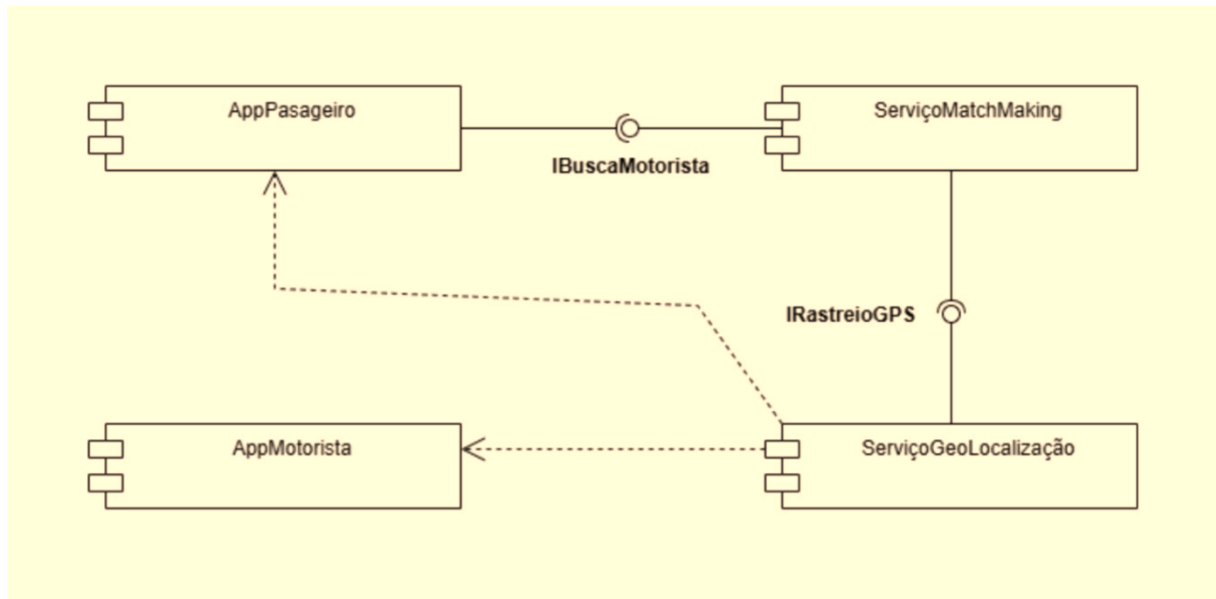 AppPasageiro
ServiçoMatchMaking
IBuscaMotorista
IRastreioGPS
AppMotorista
ServiçoGeoLocalização